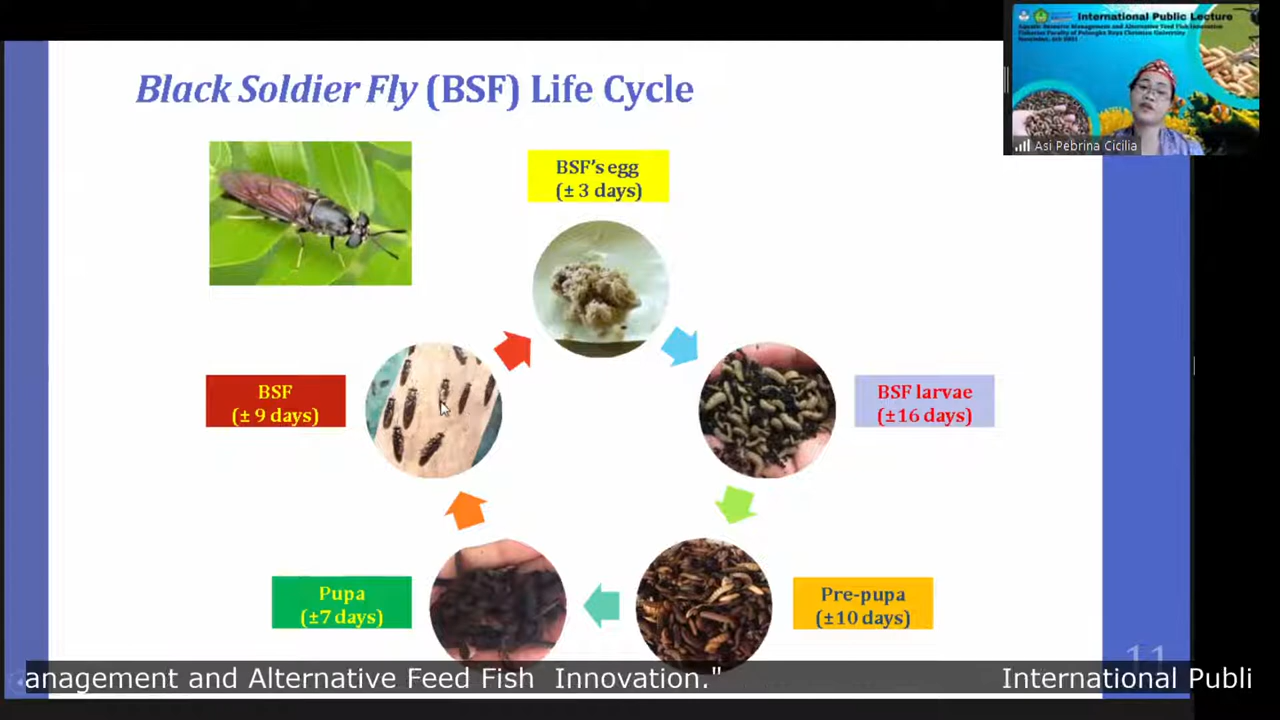 International Public Lecture
Black Soldier Fly (BSF) Life Cycle
Asi Pebrina Cicilia
BSF's egg
(± 3 days)
BSF
(± 9 days)
BSF larvae
(±16 days)
Pupa
(±7 days)
Pre-pupa
(±10 days)
11
anagement and Alternative Feed Fish Innovation." International Publi